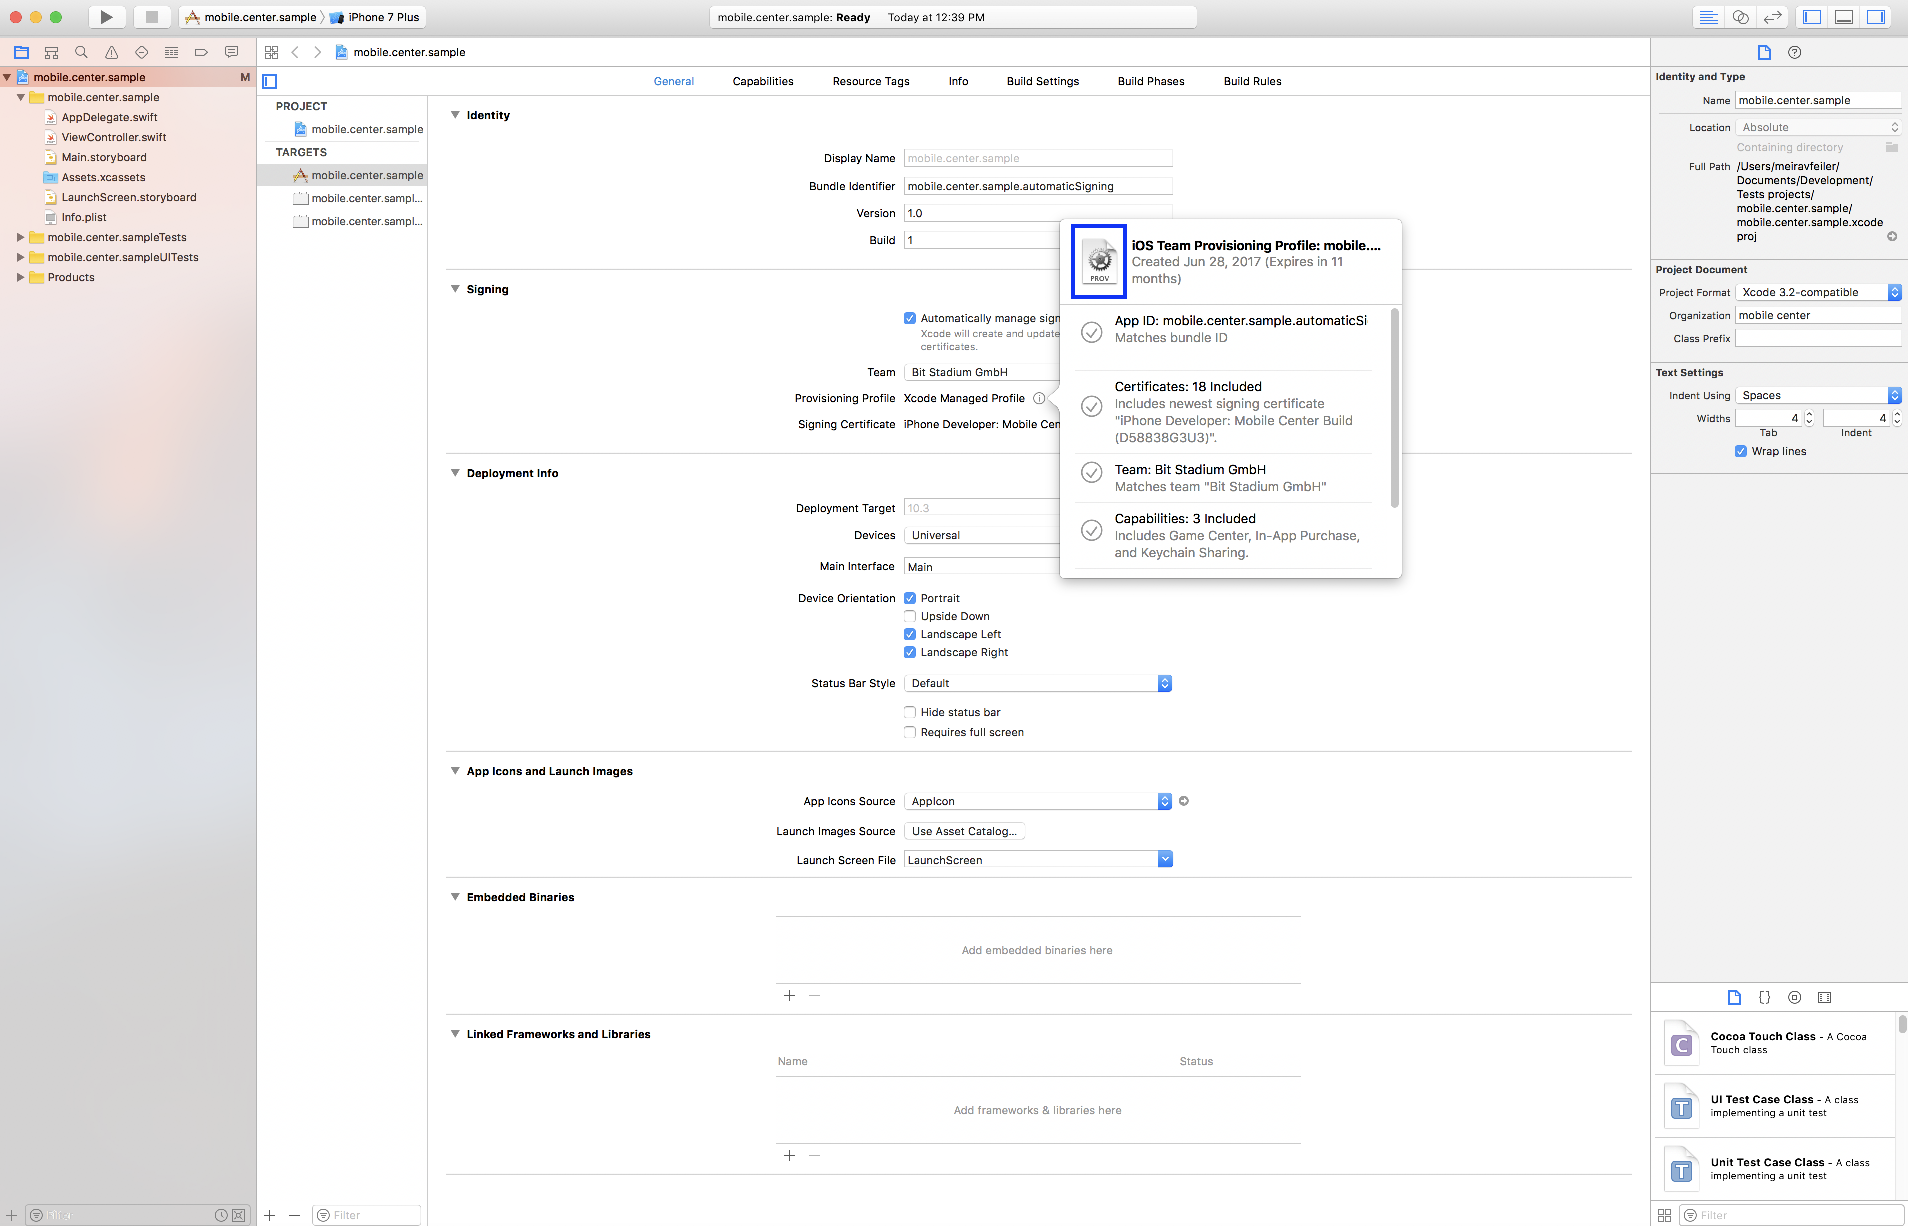 mobile.center.sample
iPhone 7 Plus
mobile.center.sample: Ready
Today at 12:39 PM
mobile.center.sample
mobile.center.sample
M
mobile.center.sample
AppDelegate.swift
ViewController.swift
Main.storyboard
Assets.xcassets
LaunchScreen.storyboard
Info.plist
mobile.center.sampleTests
mobile.center.sampleUITests
Products
General
Capabilities
Resource Tags
Info
Build Settings
Build Phases
Build Rules
PROJECT
mobile.center.sample
TARGETS
mobile.center.sample
mobile.center.sampl...
mobile.center.sampl...
Identity
Display Name
mobile.center.sample
Bundle Identifier
mobile.center.sample.automaticSigning
Version
1.0
Build
1
Signing
Automatically manage sign
Xcode will create and update
certificates.
Team
Bit Stadium GmbH
Provisioning Profile
Xcode Managed Profile
Signing Certificate
iPhone Developer: Mobile Cen
PROV
iOS Team Provisioning Profile: mobile....
Created Jun 28, 2017 (Expires in 11
months)
App ID: mobile.center.sample.automaticSi
Matches bundle ID
Certificates: 18 Included
Includes newest signing certificate
"iPhone Developer: Mobile Center Build
(D58838G3U3)".
Team: Bit Stadium GmbH
Matches team "Bit Stadium GmbH"
Capabilities: 3 Included
Includes Game Center, In-App Purchase,
and Keychain Sharing.
Deployment Info
Deployment Target
10.3
Devices
Universal
Main Interface
Main
Device Orientation
Portrait
Upside Down
Landscape Left
Landscape Right
Status Bar Style
Default
Hide status bar
Requires full screen
App Icons and Launch Images
App Icons Source
AppIcon
Launch Images Source
Use Asset Catalog...
Launch Screen File
LaunchScreen
Embedded Binaries
Add embedded binaries here
Linked Frameworks and Libraries
Name
Status
Add frameworks & libraries here
Filter
Filter
Identity and Type
Name
mobile.center.sample
Location
Absolute
Containing directory
Full Path
/Users/meiravfeiler/
Documents/Development/
Tests projects/
mobile.center.sample/
mobile.center.sample.xcode
proj
Project Document
Project Format
Xcode 3.2-compatible
Organization
mobile center
Class Prefix
Text Settings
Indent Using
Spaces
Widths
4
4
Tab
Indent
Wrap lines
{}
C
Cocoa Touch Class - A Cocoa
Touch class
T
UI Test Case Class - A class
implementing a unit test
T
Unit Test Case Class - A class
implementing a unit test
Filter